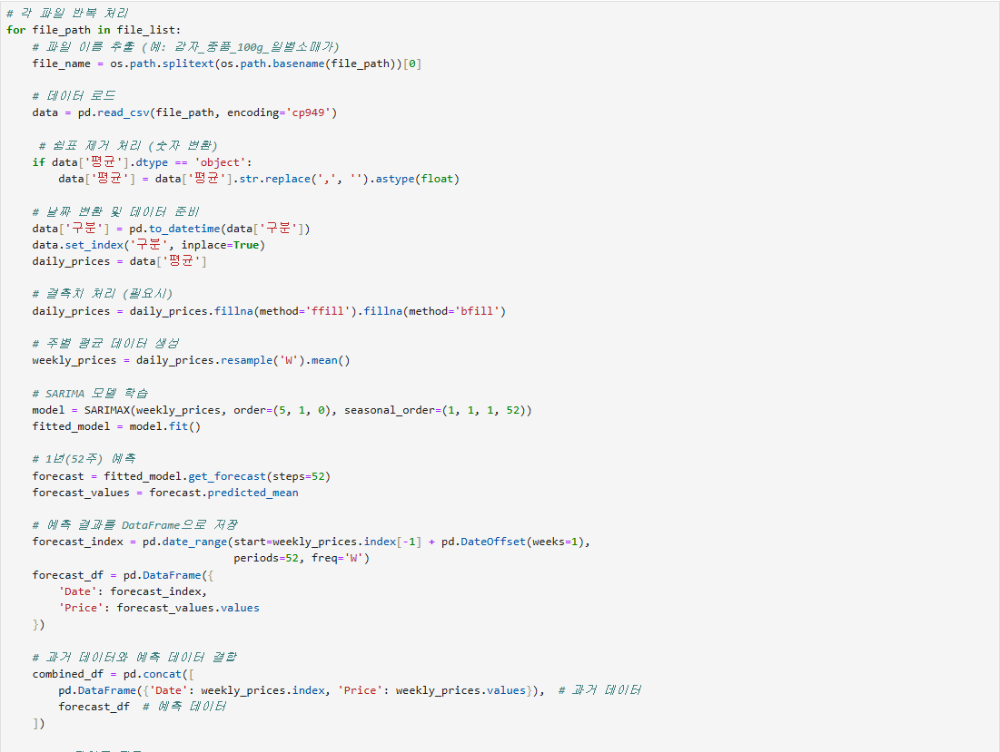 # 각 파일 반복 처리
for file_path in file_list:
    # 파일 이름 추출 (예: 감자_중품_100g_일별소매가)
    file_name = os.path.splitext(os.path.basename(file_path))[0]

    # 데이터 로드
    data = pd.read_csv(file_path, encoding='cp949')

     # 쉼표 제거 처리 (숫자 변환)
    if data['평균'].dtype == 'object':
        data['평균'] = data['평균'].str.replace(',', '').astype(float)

    # 날짜 변환 및 데이터 준비
    data['구분'] = pd.to_datetime(data['구분'])
    data.set_index('구분', inplace=True)
    daily_prices = data['평균']

    # 결측치 처리 (필요시)
    daily_prices = daily_prices.fillna(method='ffill').fillna(method='bfill')

    # 주별 평균 데이터 생성
    weekly_prices = daily_prices.resample('W').mean()

    # SARIMA 모델 학습
    model = SARIMAX(weekly_prices, order=(5, 1, 0), seasonal_order=(1, 1, 1, 52))
    fitted_model = model.fit()

    # 1년(52주) 예측
    forecast = fitted_model.get_forecast(steps=52)
    forecast_values = forecast.predicted_mean

    # 예측 결과를 DataFrame으로 저장
    forecast_index = pd.date_range(start=weekly_prices.index[-1] + pd.DateOffset(weeks=1),
                                   periods=52, freq='W')
    forecast_df = pd.DataFrame({
        'Date': forecast_index,
        'Price': forecast_values.values
    })

    # 과거 데이터와 예측 데이터 결합
    combined_df = pd.concat([
        pd.DataFrame({'Date': weekly_prices.index, 'Price': weekly_prices.values}),  # 과거 데이터
        forecast_df  # 예측 데이터
    ])